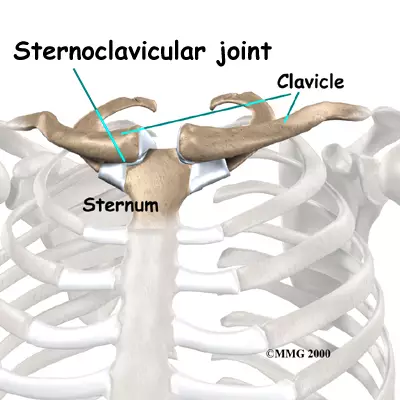 Sternoclavicular joint
Clavicle
Sternum
©MMG 2000